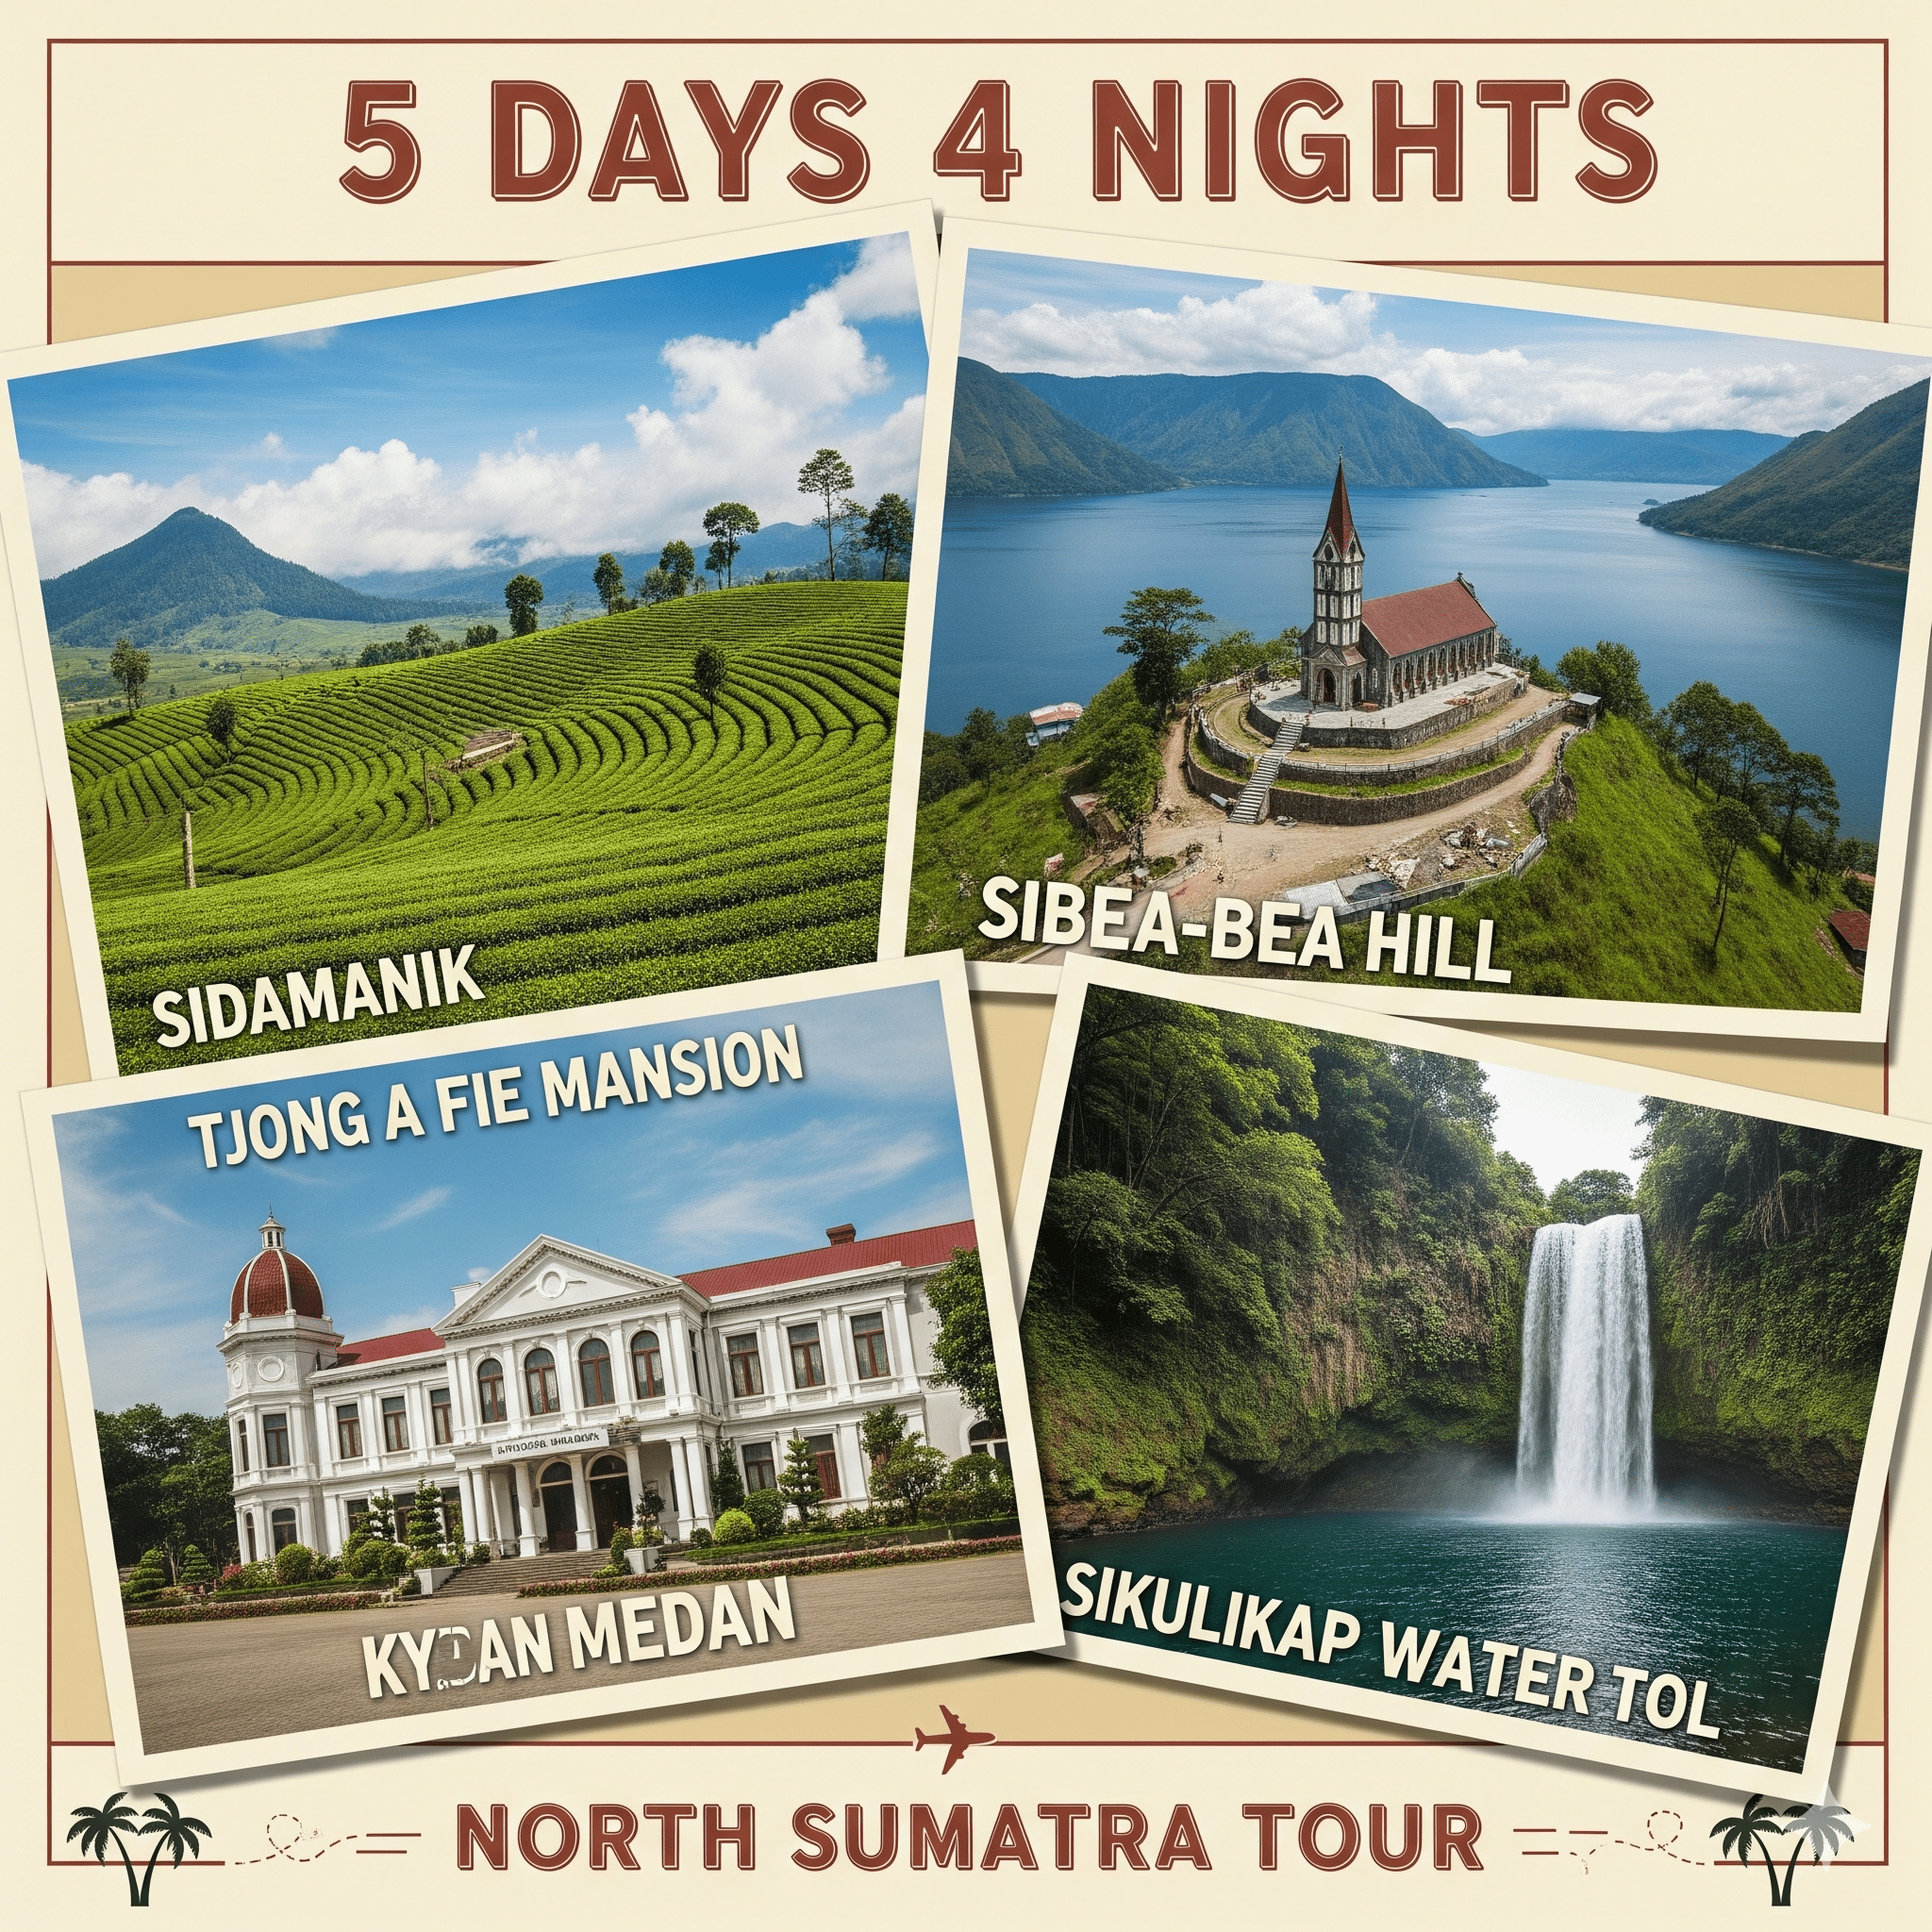 5 DAYS 4 NIGHTS
SIDAMANIK
SIBEA-BEA HILL
TJONG A FIE MANSION
MEDAN
SIKULIKAP WATER TOL
NORTH SUMATRA TOUR